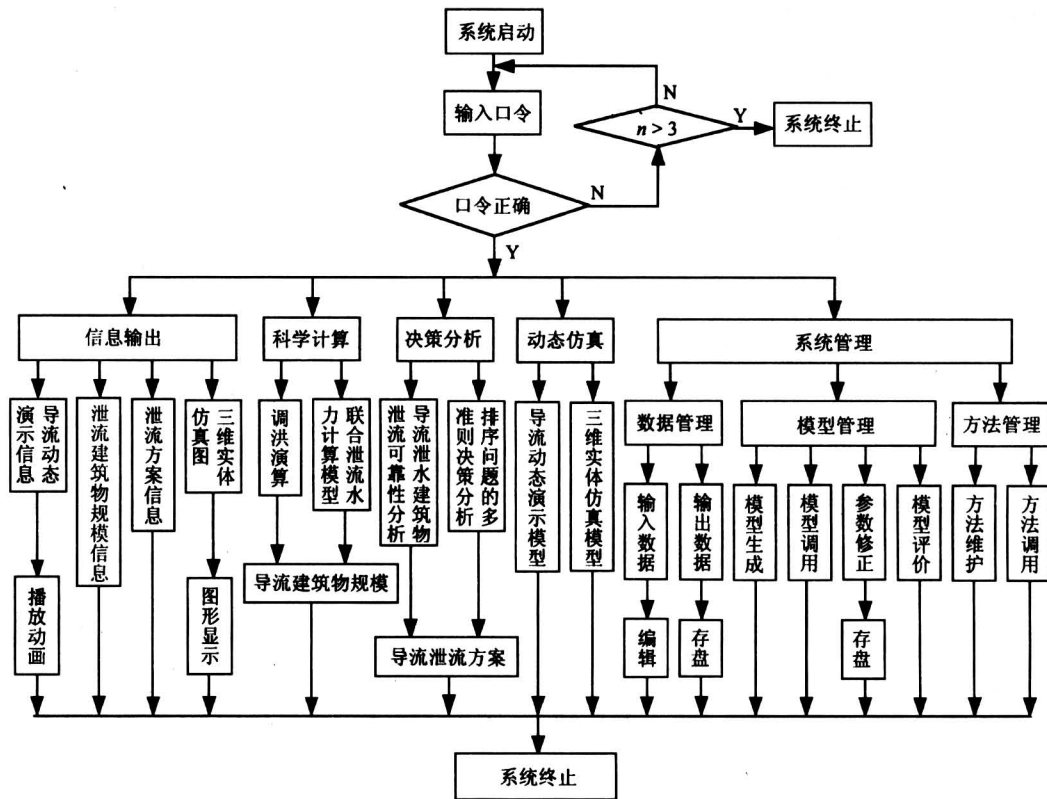 系统启动
N
输入口令
n > 3
Y
系统终止
口令正确
N
Y
信息输出
科学计算
决策分析
动态仿真
系统管理
导流动态
演示信息
泄流建筑物规模信息
泄流方案信息
三维实体
仿真图
调洪演算
联合泄流水
力计算模型
导流泄水建筑物
泄流可靠性分析
排序问题的多
准则决策分析
导流动态演示模型
三维实体仿真模型
数据管理
模型管理
方法管理
输入数据
输出数据
模型生成
模型调用
参数修正
模型评价
方法维护
方法调用
播放动画
图形显示
导流建筑物规模
导流泄流方案
编辑
存盘
存盘
系统终止